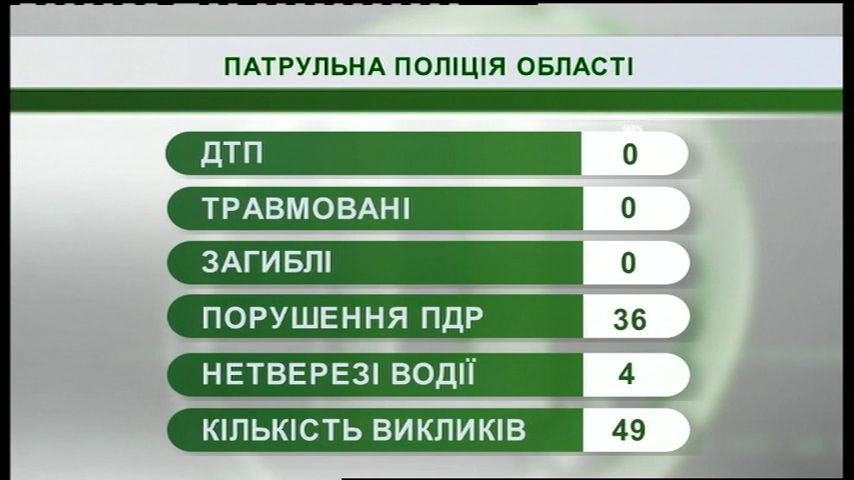 ПАТРУЛЬНА ПОЛІЦІЯ ОБЛАСТІ
ДТП 0
ТРАВМОВАНІ 0
ЗАГИБЛІ 0
ПОРУШЕННЯ ПДР 36
НЕТВЕРЕЗІ ВОДІЇ 4
КІЛЬКІСТЬ ВИКЛИКІВ 49